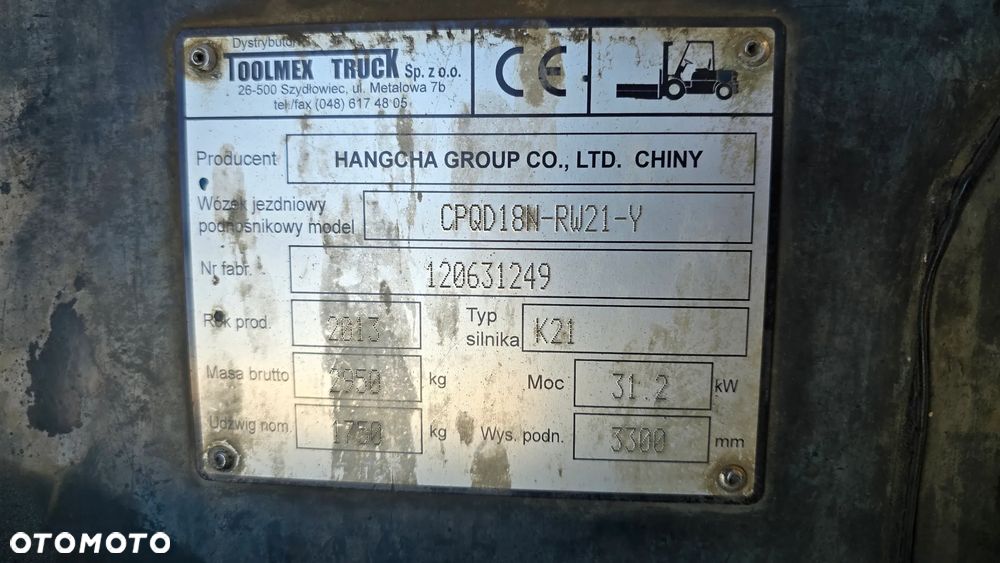 Dystrybutor
TOOLMEX TRUCK Sp. z o.o.
26-500 Szydłowiec, ul. Metalowa 7b
tel./fax (048) 617 48 05
CE
Producent HANGCHA GROUP CO., LTD. CHINY
Wózek jezdniowy
podnośnikowy model CPQD18N-RW21-Y
Nr fabr. 120631249
Rok prod. 2013 Typ silnika K21
Masa brutto 2950 kg Moc 31.2 kW
Udźwig nom. 1750 kg Wys. podn. 3300 mm
OTOMOTO